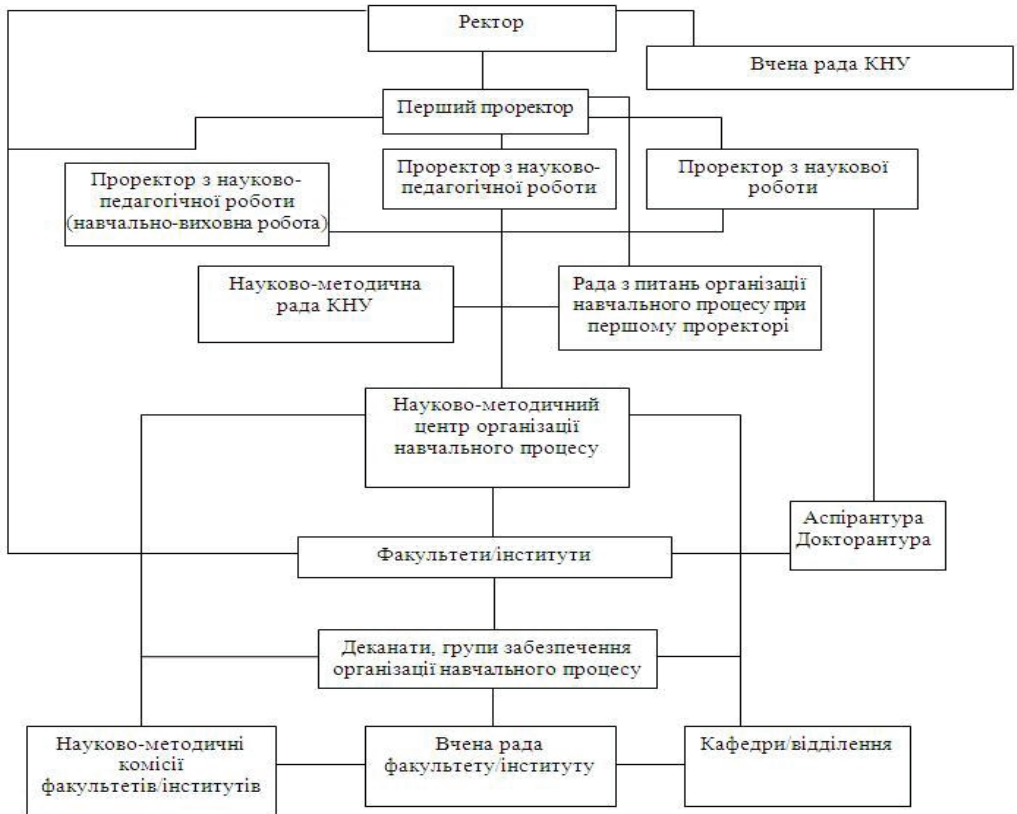 Ректор
Вчена рада КНУ
Перший проректор
Проректор з науково-
педагогічної роботи
(навчально-виховна робота)
Проректор з науково-
педагогічної роботи
Проректор з наукової
роботи
Науково-методична
рада КНУ
Рада з питань організації
навчального процесу при
першому проректорі
Науково-методичний
центр організації
навчального процесу
Аспірантура
Докторантура
Факультети/інститути
Деканати, групи забезпечення
організації навчального процесу
Науково-методичні
комісії
факультетів/інститутів
Вчена рада
факультету/інституту
Кафедри/відділення